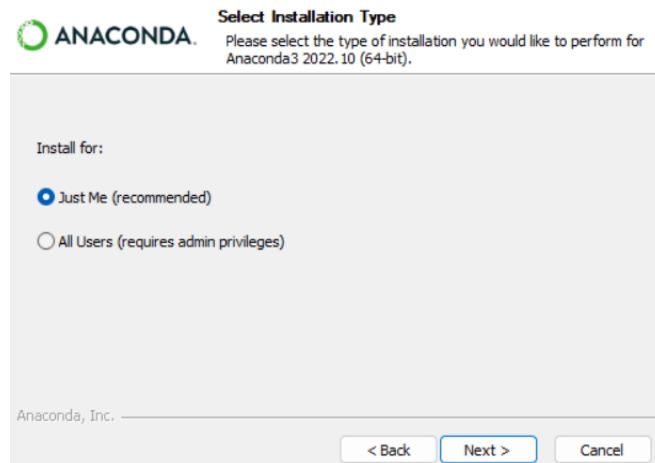 ANACONDA.
Select Installation Type
Please select the type of installation you would like to perform for
Anaconda3 2022.10 (64-bit).
Install for:
Just Me (recommended)
All Users (requires admin privileges)
Anaconda, Inc.
< Back
Next >
Cancel